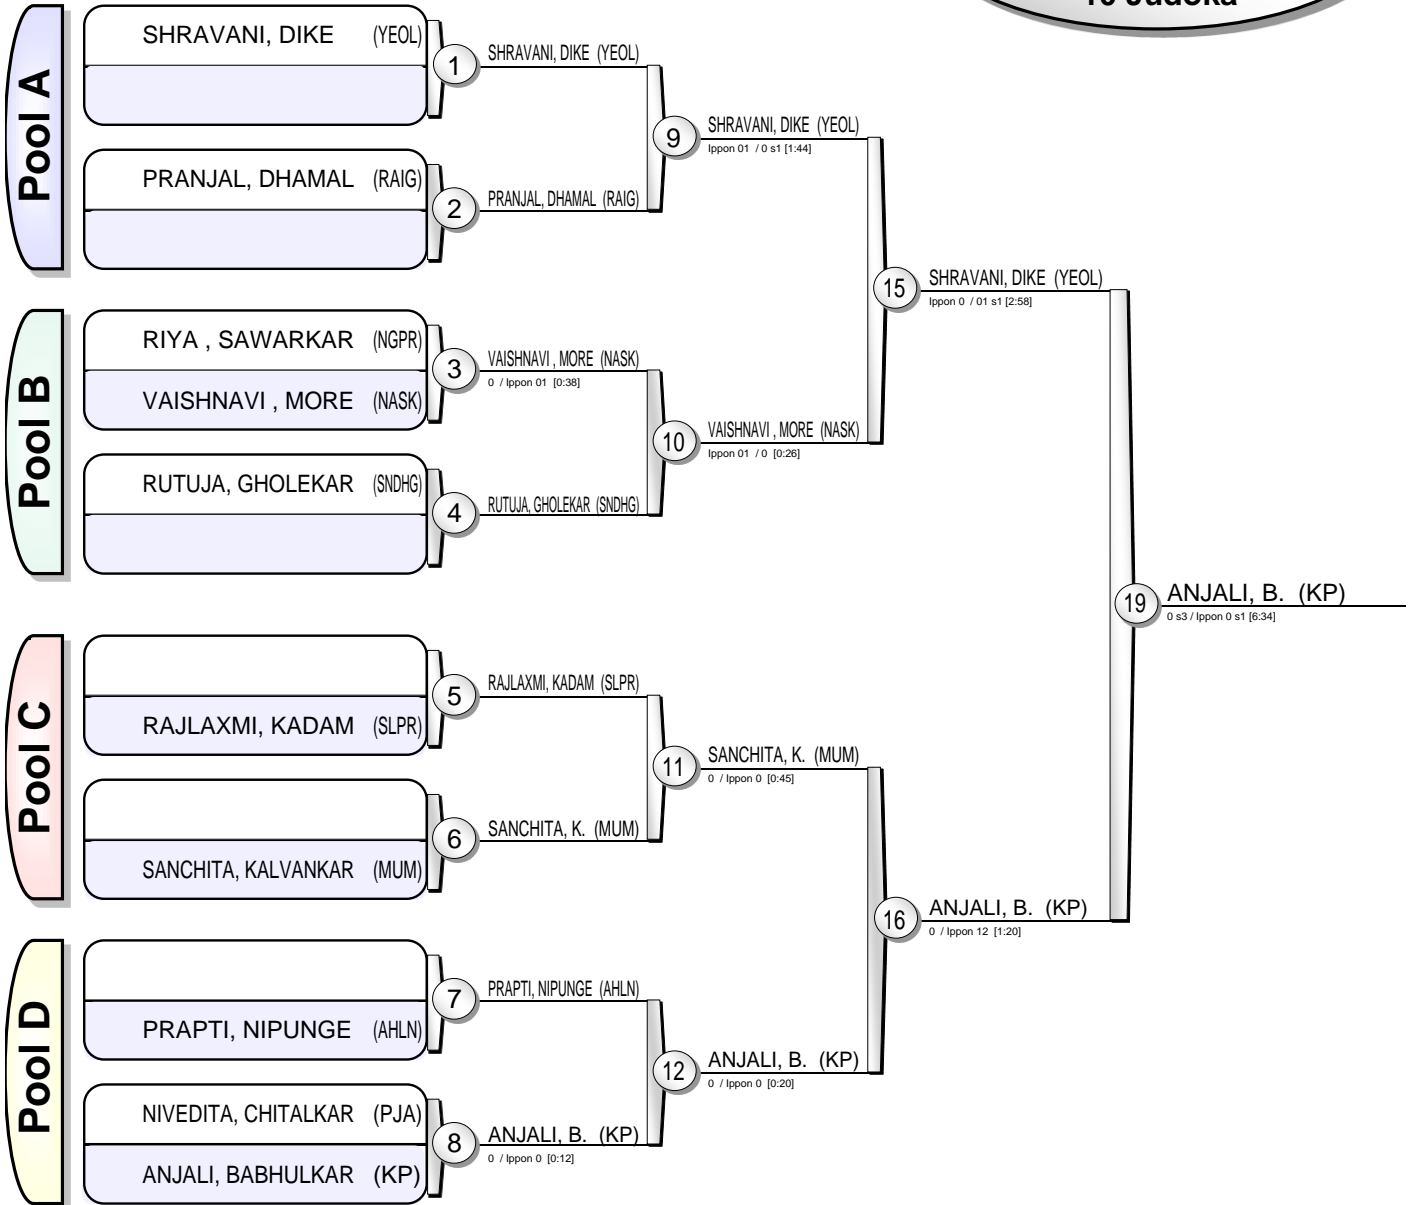 10 Judoka
Pool A
SHRAVANI, DIKE (YEOL)
1
SHRAVANI, DIKE (YEOL)
9
SHRAVANI, DIKE (YEOL)
Ippon 01 / 0 s1 [1:44]
PRANJAL, DHAMAL (RAIG)
2
PRANJAL, DHAMAL (RAIG)
15
SHRAVANI, DIKE (YEOL)
Ippon 0 / 01 s1 [2:58]
Pool B
RIYA , SAWARKAR (NGPR)
VAISHNAVI , MORE (NASK)
3
VAISHNAVI , MORE (NASK)
0 / Ippon 01 [0:38]
10
VAISHNAVI , MORE (NASK)
Ippon 01 / 0 [0:26]
RUTUJA, GHOLEKAR (SNDHG)
4
RUTUJA, GHOLEKAR (SNDHG)
19
ANJALI, B. (KP)
0 s3 / Ippon 0 s1 [6:34]
Pool C
RAJLAXMI, KADAM (SLPR)
5
RAJLAXMI, KADAM (SLPR)
11
SANCHITA, K. (MUM)
0 / Ippon 0 [0:45]
SANCHITA, KALVANKAR (MUM)
6
SANCHITA, K. (MUM)
16
ANJALI, B. (KP)
0 / Ippon 12 [1:20]
Pool D
PRAPTI, NIPUNGE (AHLN)
7
PRAPTI, NIPUNGE (AHLN)
12
ANJALI, B. (KP)
0 / Ippon 0 [0:20]
NIVEDITA, CHITALKAR (PJA)
ANJALI, BABHULKAR (KP)
8
ANJALI, B. (KP)
0 / Ippon 0 [0:12]